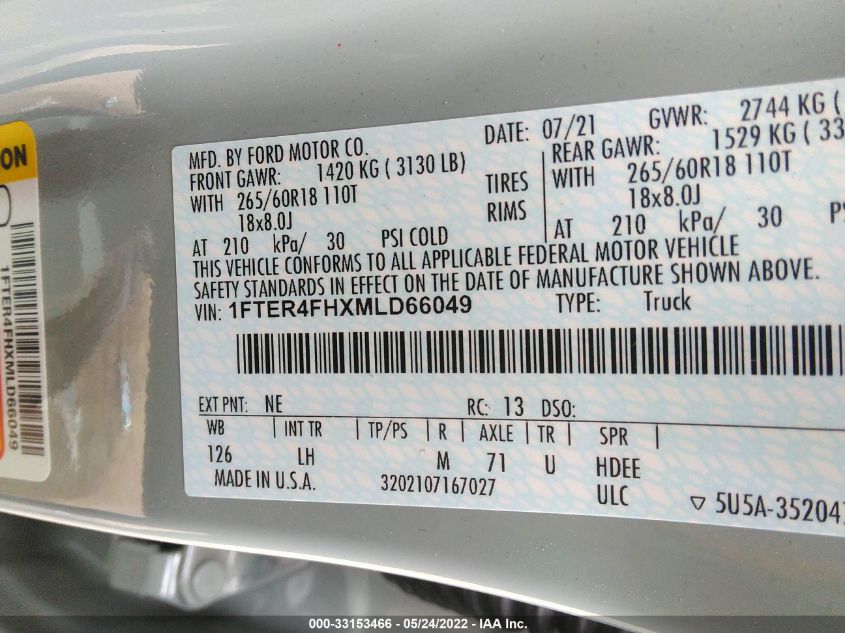 MFD. BY FORD MOTOR CO. DATE: 07/21 GVWR: 2744 KG (
FRONT GAWR: 1420 KG ( 3130 LB) REAR GAWR: 1529 KG ( 33
WITH 265/60R18 110T TIRES WITH 265/60R18 110T
18x8.0J RIMS 18x8.0J
AT 210 kPa/ 30 PSI COLD AT 210 kPa/ 30 PS
THIS VEHICLE CONFORMS TO ALL APPLICABLE FEDERAL MOTOR VEHICLE
SAFETY STANDARDS IN EFFECT ON THE DATE OF MANUFACTURE SHOWN ABOVE.
VIN: 1FTER4FHXMLD66049 TYPE: Truck
EXT PNT: NE RC: 13 DSO:
WB | INT TR | TP/PS | R | AXLE | TR | SPR |
126 LH M 71 U HDEE
MADE IN U.S.A. 3202107167027 ULC ▽ 5U5A-35204
ON
1FTER4FHXMLD66049
000-33153466 - 05/24/2022 - IAA Inc.